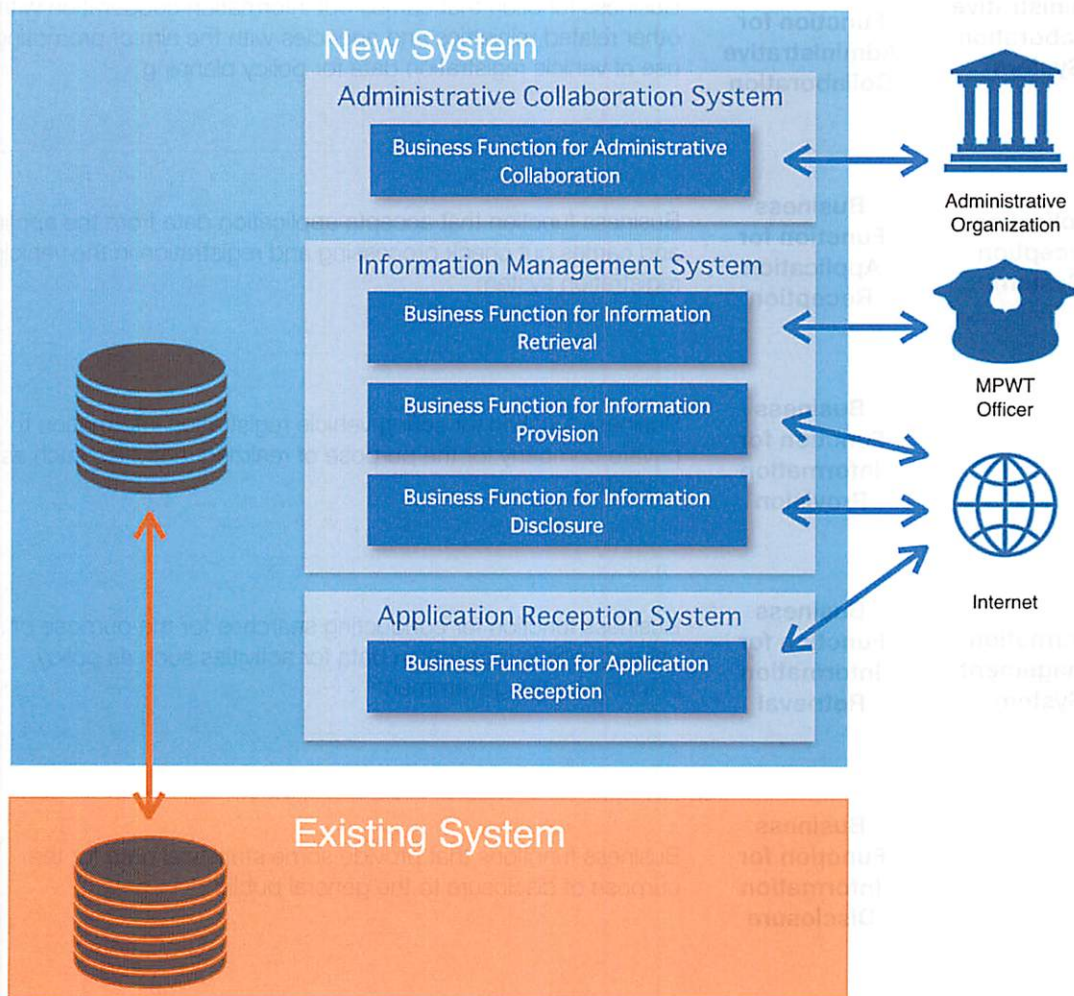 New System
Administrative Collaboration System
Business Function for Administrative
Collaboration
Administrative
Organization
Information Management System
Business Function for Information
Retrieval
MPWT
Officer
Business Function for Information
Provision
Business Function for Information
Disclosure
Internet
Application Reception System
Business Function for Application
Reception
Existing System